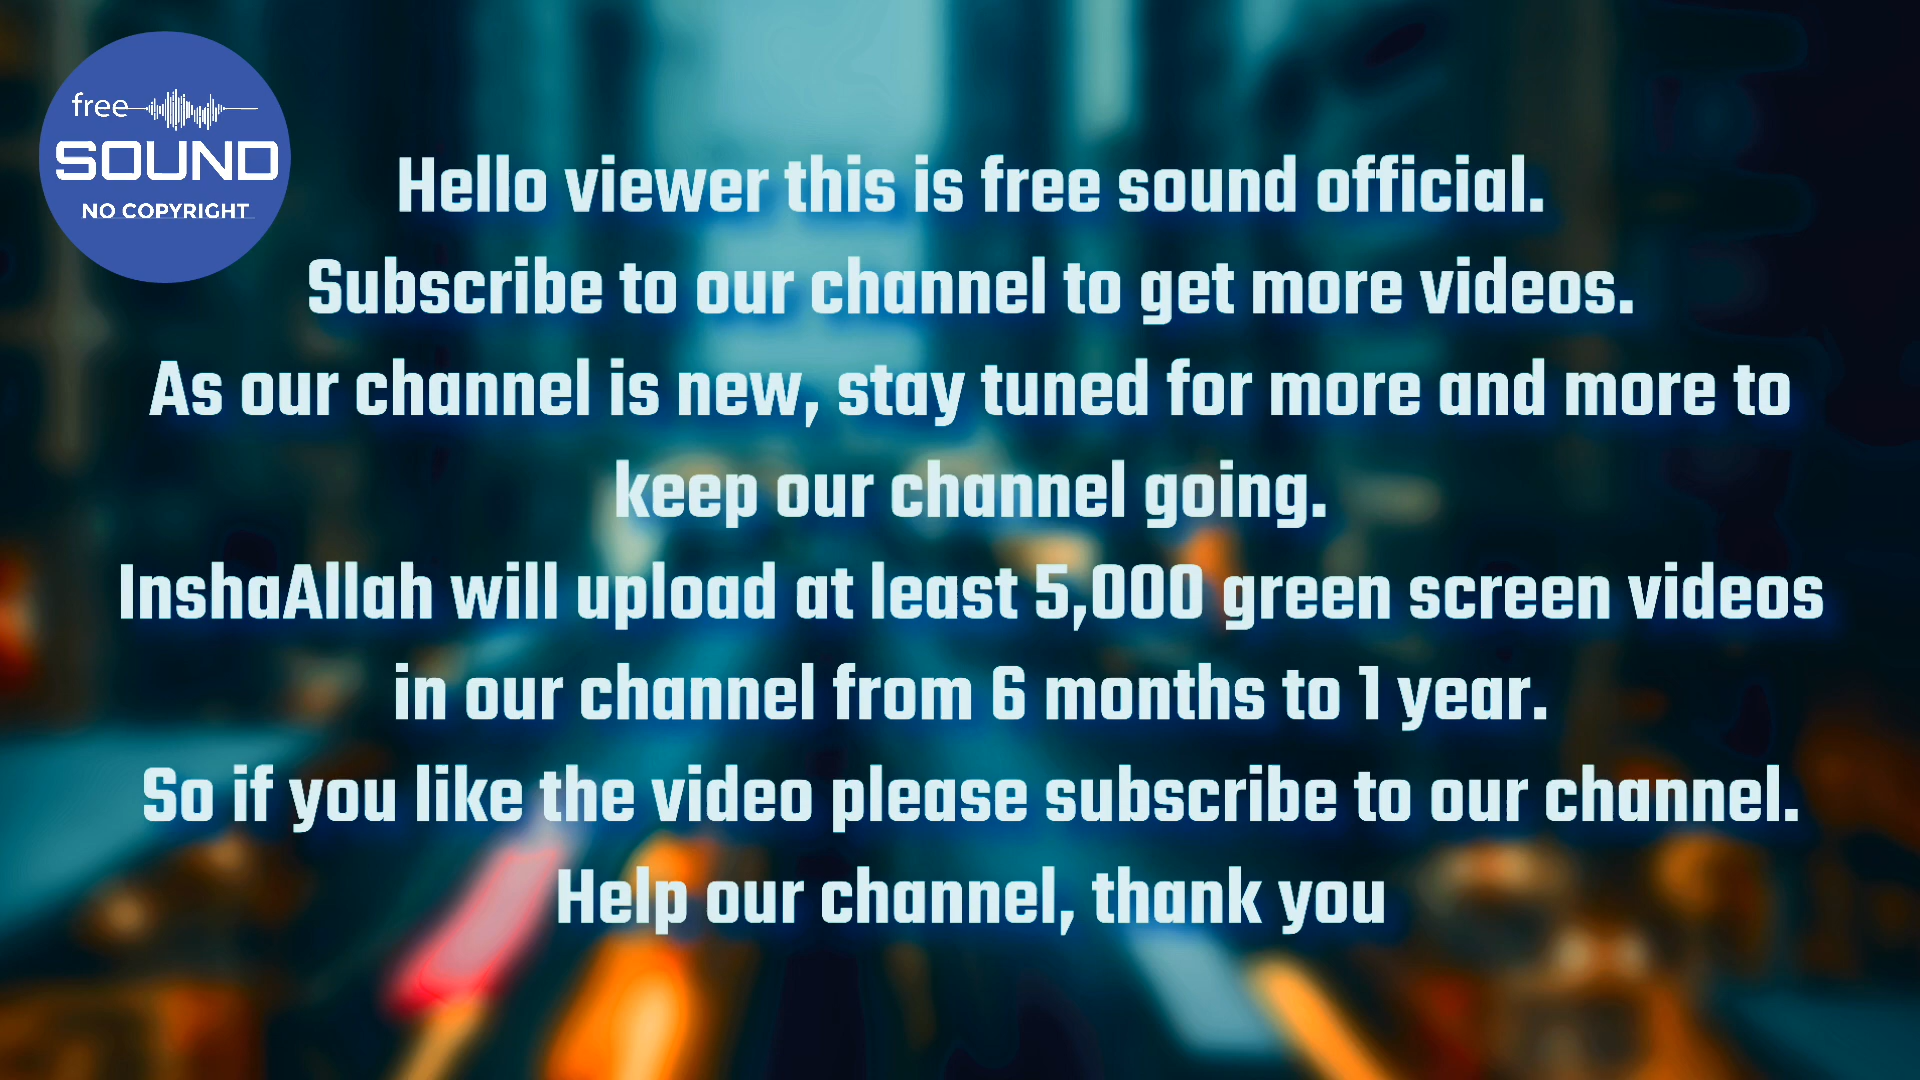 free
SOUND
NO COPYRIGHT
Hello viewer this is free sound official.
Subscribe to our channel to get more videos.
As our channel is new, stay tuned for more and more to
keep our channel going.
InshaAllah will upload at least 5,000 green screen videos
in our channel from 6 months to 1 year.
So if you like the video please subscribe to our channel.
Help our channel, thank you